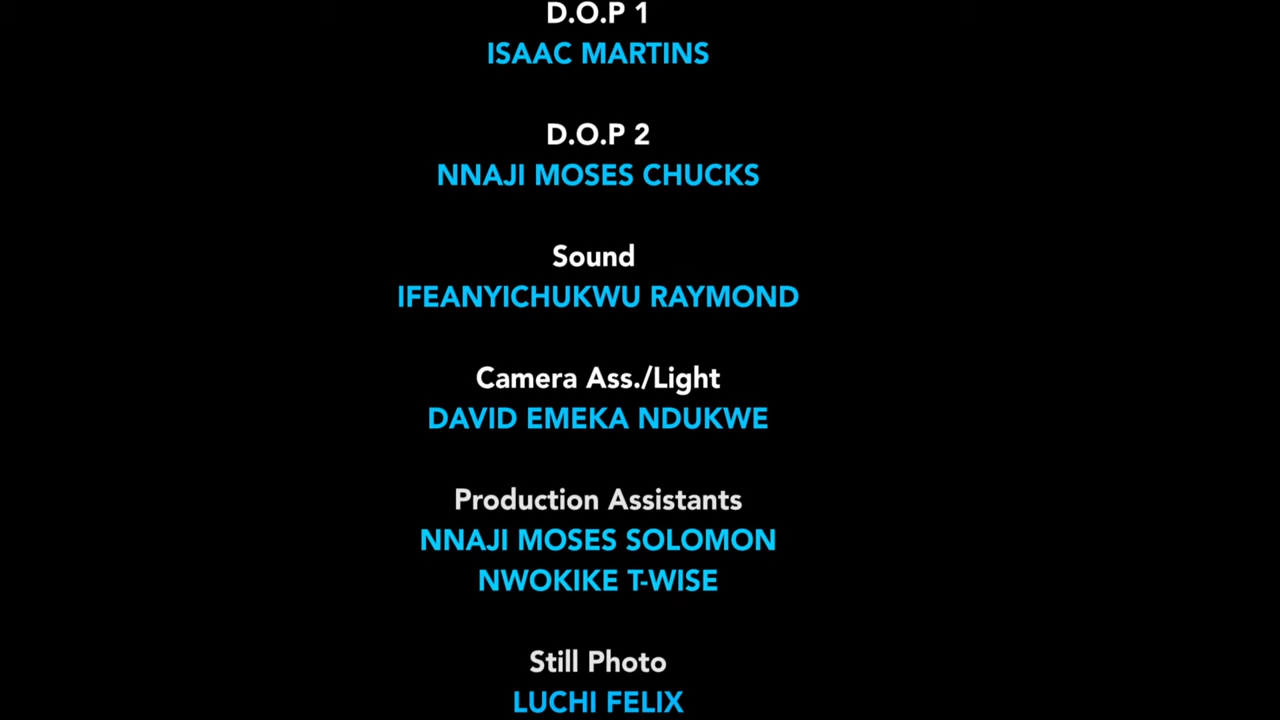 D.O.P 1
ISAAC MARTINS
D.O.P 2
NNAJI MOSES CHUCKS
Sound
IFEANYICHUKWU RAYMOND
Camera Ass./Light
DAVID EMEKA NDUKWE
Production Assistants
NNAJI MOSES SOLOMON
NWOKIKE T-WISE
Still Photo
LUCHI FELIX